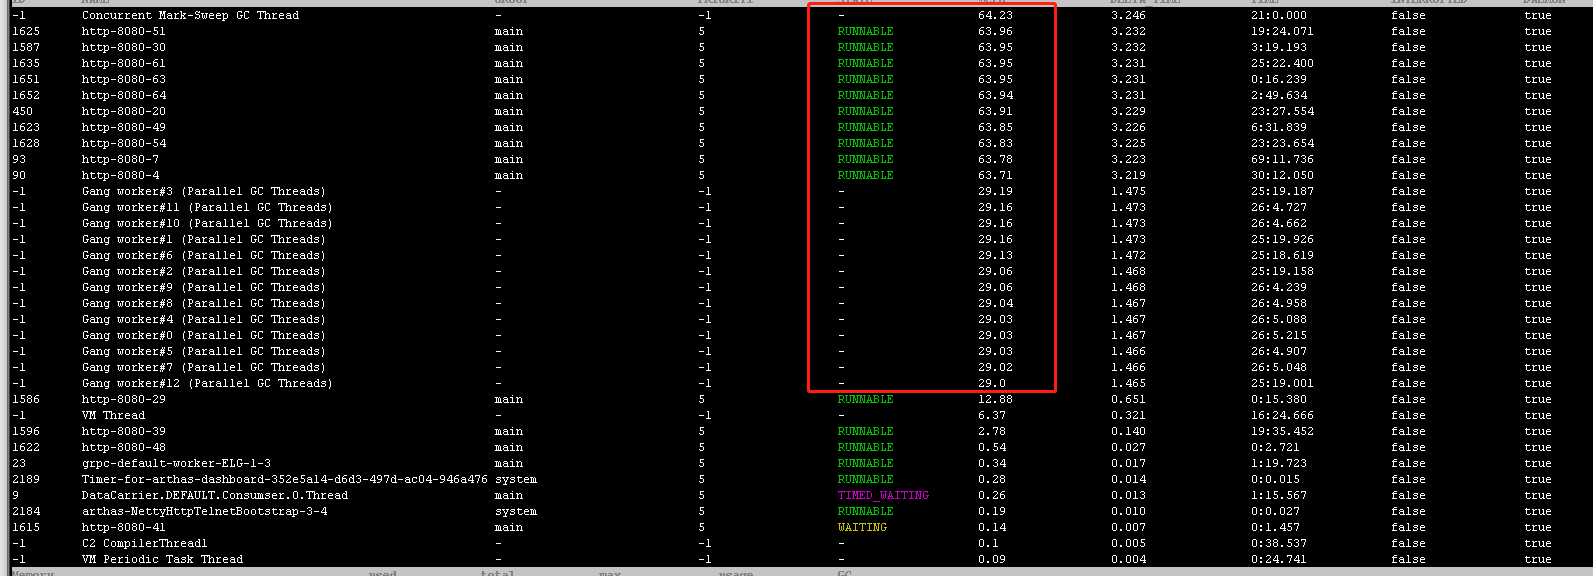 ID NAME GROUP PRIORITY STATE %CPU DELTA_TIME TIME INTERRUPTED DAEMON
-1 Concurrent Mark-Sweep GC Thread - -1 - 64.23 3.246 21:0.000 false true
1625 http-8080-51 main 5 RUNNABLE 63.96 3.232 19:24.071 false true
1587 http-8080-30 main 5 RUNNABLE 63.95 3.232 3:19.193 false true
1635 http-8080-61 main 5 RUNNABLE 63.95 3.231 25:22.400 false true
1651 http-8080-63 main 5 RUNNABLE 63.95 3.231 0:16.239 false true
1652 http-8080-64 main 5 RUNNABLE 63.94 3.231 2:49.634 false true
450 http-8080-20 main 5 RUNNABLE 63.91 3.229 23:27.554 false true
1623 http-8080-49 main 5 RUNNABLE 63.85 3.226 6:31.839 false true
1628 http-8080-54 main 5 RUNNABLE 63.83 3.225 23:23.654 false true
93 http-8080-7 main 5 RUNNABLE 63.78 3.223 69:11.736 false true
90 http-8080-4 main 5 RUNNABLE 63.71 3.219 30:12.050 false true
-1 Gang worker#3 (Parallel GC Threads) - -1 - 29.19 1.475 25:19.187 false true
-1 Gang worker#11 (Parallel GC Threads) - -1 - 29.16 1.473 26:4.727 false true
-1 Gang worker#10 (Parallel GC Threads) - -1 - 29.16 1.473 26:4.662 false true
-1 Gang worker#1 (Parallel GC Threads) - -1 - 29.16 1.473 25:19.926 false true
-1 Gang worker#6 (Parallel GC Threads) - -1 - 29.13 1.472 25:18.619 false true
-1 Gang worker#2 (Parallel GC Threads) - -1 - 29.06 1.468 25:19.158 false true
-1 Gang worker#9 (Parallel GC Threads) - -1 - 29.06 1.468 26:4.239 false true
-1 Gang worker#8 (Parallel GC Threads) - -1 - 29.04 1.467 26:4.958 false true
-1 Gang worker#4 (Parallel GC Threads) - -1 - 29.03 1.467 26:5.088 false true
-1 Gang worker#0 (Parallel GC Threads) - -1 - 29.03 1.467 26:5.215 false true
-1 Gang worker#5 (Parallel GC Threads) - -1 - 29.03 1.466 26:4.907 false true
-1 Gang worker#7 (Parallel GC Threads) - -1 - 29.02 1.466 26:5.048 false true
-1 Gang worker#12 (Parallel GC Threads) - -1 - 29.0 1.465 25:19.001 false true
1586 http-8080-29 main 5 RUNNABLE 12.88 0.651 0:15.380 false true
-1 VM Thread - -1 - 6.37 0.321 16:24.666 false true
1596 http-8080-39 main 5 RUNNABLE 2.78 0.140 19:35.452 false true
1622 http-8080-48 main 5 RUNNABLE 0.54 0.027 0:2.721 false true
23 grpc-default-worker-ELG-1-3 main 5 RUNNABLE 0.34 0.017 1:19.723 false true
2189 Timer-for-arthas-dashboard-352e5a14-d6d3-497d-ac04-946a476 system 5 RUNNABLE 0.28 0.014 0:0.015 false true
9 DataCarrier.DEFAULT.Consumser.0.Thread main 5 TIMED_WAITING 0.26 0.013 1:15.567 false true
2184 arthas-NettyHttpTelnetBootstrap-3-4 system 5 RUNNABLE 0.19 0.010 0:0.027 false true
1615 http-8080-41 main 5 WAITING 0.14 0.007 0:1.457 false true
-1 C2 CompilerThread1 - -1 - 0.1 0.005 0:38.537 false true
-1 VM Periodic Task Thread - -1 - 0.09 0.004 0:24.741 false true
Memory used total max usage GC